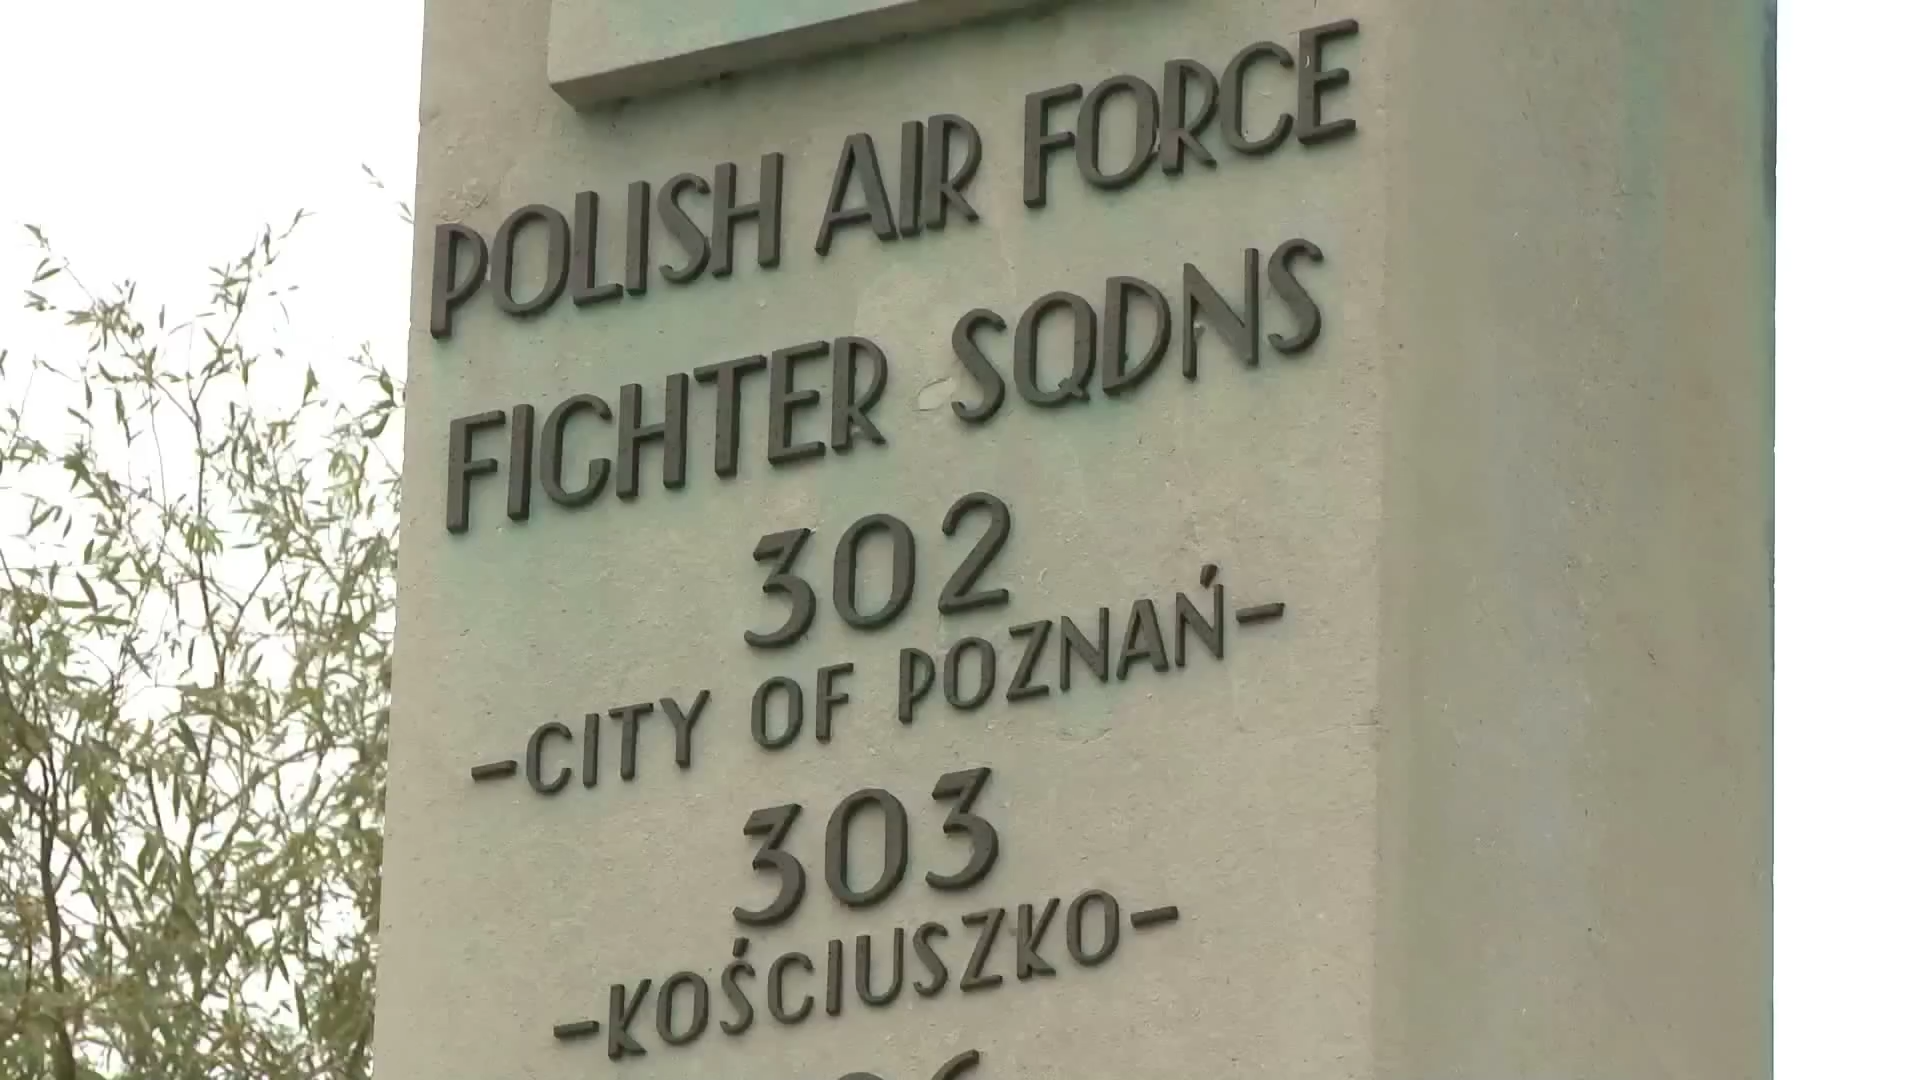 POLISH AIR FORCE
FIGHTER SQDNS
302
–CITY OF POZNAŃ–
303
–KOŚCIUSZKO–